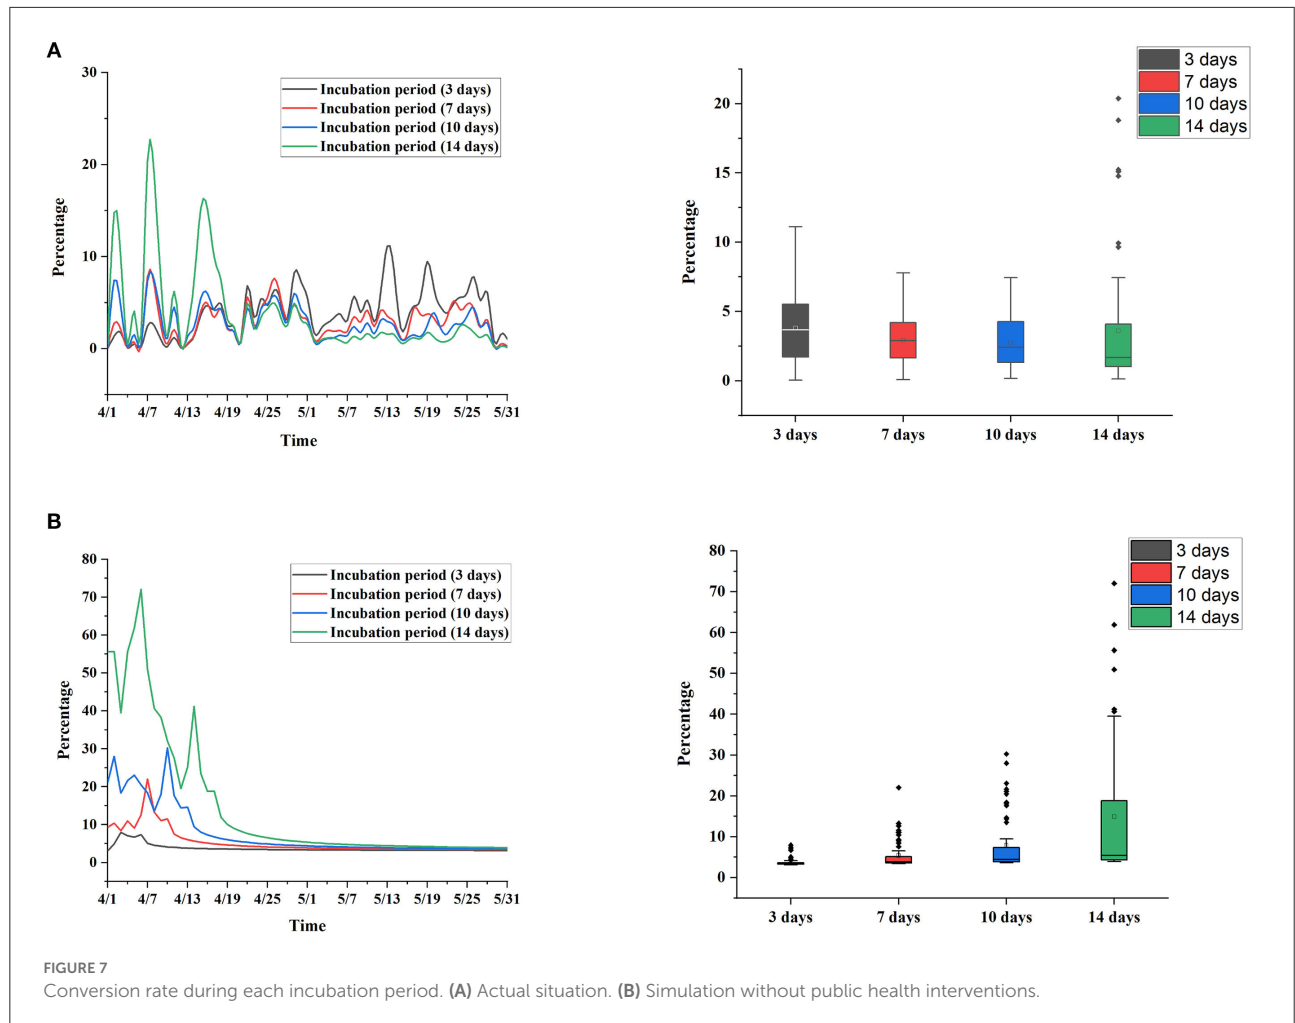 A
30
20
10
0
Percentage
Incubation period (3 days)
Incubation period (7 days)
Incubation period (10 days)
Incubation period (14 days)
4/1 4/7 4/13 4/19 4/25 5/1 5/7 5/13 5/19 5/25 5/31
Time
20
15
10
5
0
Percentage
3 days
7 days
10 days
14 days
3 days 7 days 10 days 14 days
B
80
70
60
50
40
30
20
10
0
Percentage
Incubation period (3 days)
Incubation period (7 days)
Incubation period (10 days)
Incubation period (14 days)
4/1 4/7 4/13 4/19 4/25 5/1 5/7 5/13 5/19 5/25 5/31
Time
80
70
60
50
40
30
20
10
0
Percentage
3 days
7 days
10 days
14 days
3 days 7 days 10 days 14 days
FIGURE 7
Conversion rate during each incubation period. (A) Actual situation. (B) Simulation without public health interventions.